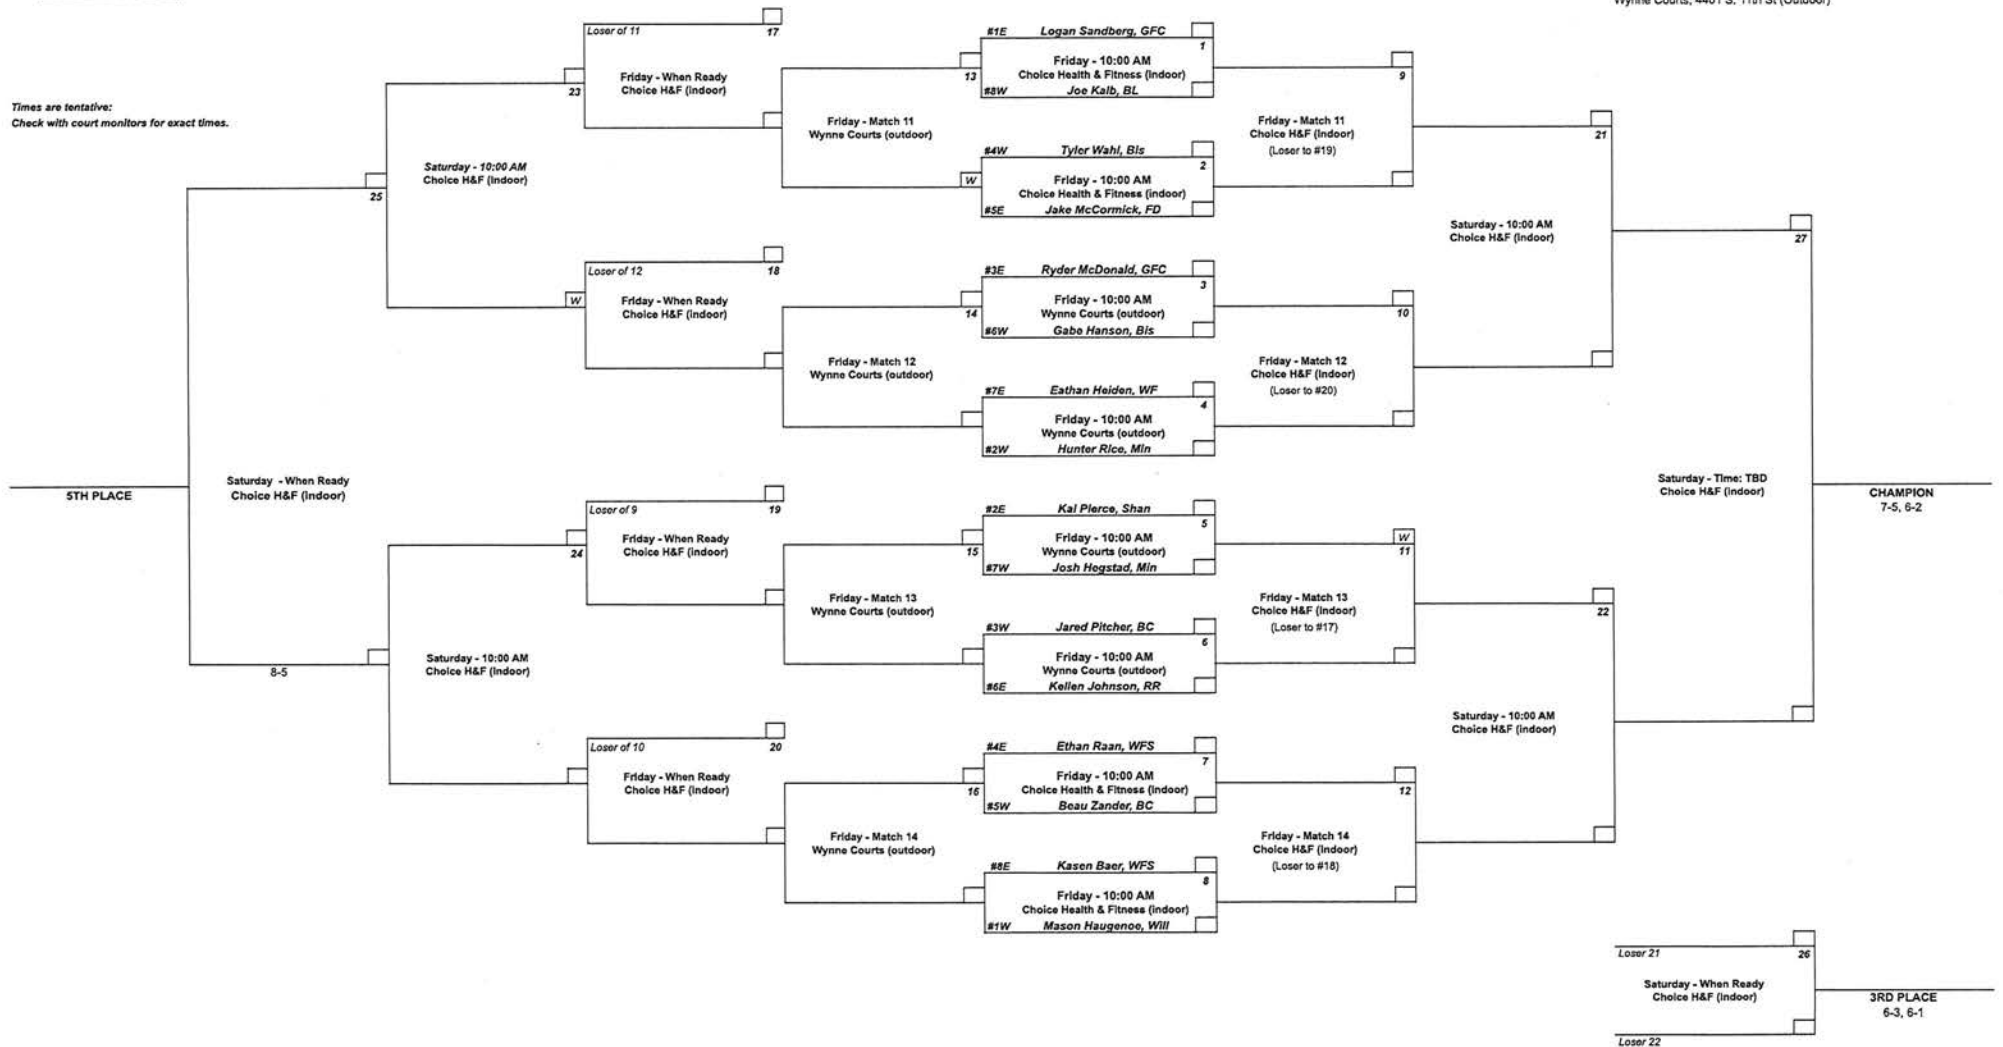 Wynne Courts, 4401 S. 11th St (Outdoor)
Times are tentative:
Check with court monitors for exact times.
5TH PLACE
25
Saturday - When Ready
Choice H&F (indoor)
8-5
23
Saturday - 10:00 AM
Choice H&F (indoor)
W
24
Saturday - 10:00 AM
Choice H&F (indoor)
Loser of 11
17
Friday - When Ready
Choice H&F (indoor)
Loser of 12
18
Friday - When Ready
Choice H&F (indoor)
Loser of 9
19
Friday - When Ready
Choice H&F (indoor)
Loser of 10
20
Friday - When Ready
Choice H&F (indoor)
13
Friday - Match 11
Wynne Courts (outdoor)
W
14
Friday - Match 12
Wynne Courts (outdoor)
15
Friday - Match 13
Wynne Courts (outdoor)
16
Friday - Match 14
Wynne Courts (outdoor)
#1E Logan Sandberg, GFC
1
Friday - 10:00 AM
Choice Health & Fitness (indoor)
#8W Joe Kalb, BL
#4W Tyler Wahl, Bis
2
Friday - 10:00 AM
Choice Health & Fitness (indoor)
#5E Jake McCormick, FD
#3E Ryder McDonald, GFC
3
Friday - 10:00 AM
Wynne Courts (outdoor)
#6W Gabe Hanson, Bis
#7E Eathan Heiden, WF
4
Friday - 10:00 AM
Wynne Courts (outdoor)
#2W Hunter Rice, Min
#2E Kai Pierce, Shan
5
Friday - 10:00 AM
Wynne Courts (outdoor)
#7W Josh Hegstad, Min
#3W Jared Pitcher, BC
6
Friday - 10:00 AM
Wynne Courts (outdoor)
#6E Kellen Johnson, RR
#4E Ethan Raan, WFS
7
Friday - 10:00 AM
Choice Health & Fitness (indoor)
#5W Beau Zander, BC
#8E Kasen Baer, WFS
8
Friday - 10:00 AM
Choice Health & Fitness (indoor)
#1W Mason Haugenoe, Will
9
Friday - Match 11
Choice H&F (indoor)
(Loser to #19)
10
Friday - Match 12
Choice H&F (indoor)
(Loser to #20)
W
11
Friday - Match 13
Choice H&F (indoor)
(Loser to #17)
12
Friday - Match 14
Choice H&F (indoor)
(Loser to #18)
21
Saturday - 10:00 AM
Choice H&F (indoor)
22
Saturday - 10:00 AM
Choice H&F (indoor)
27
Saturday - Time: TBD
Choice H&F (indoor)
CHAMPION
7-5, 6-2
Loser 21
26
Saturday - When Ready
Choice H&F (indoor)
Loser 22
3RD PLACE
6-3, 6-1